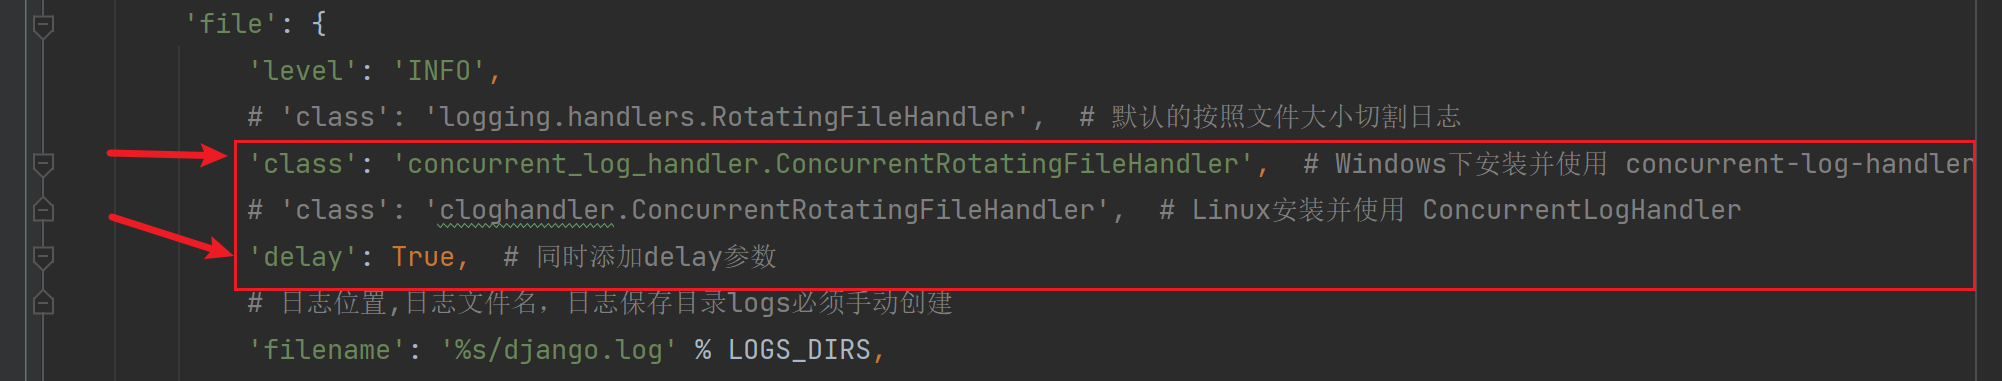 'file': {
'level': 'INFO',
# 'class': 'logging.handlers.RotatingFileHandler',  # 默认的按照文件大小切割日志
'class': 'concurrent_log_handler.ConcurrentRotatingFileHandler',  # Windows下安装并使用 concurrent-log-handler
# 'class': 'cloghandler.ConcurrentRotatingFileHandler',  # Linux安装并使用 ConcurrentLogHandler
'delay': True,  # 同时添加delay参数
# 日志位置,日志文件名，日志保存目录logs必须手动创建
'filename': '%s/django.log' % LOGS_DIRS,